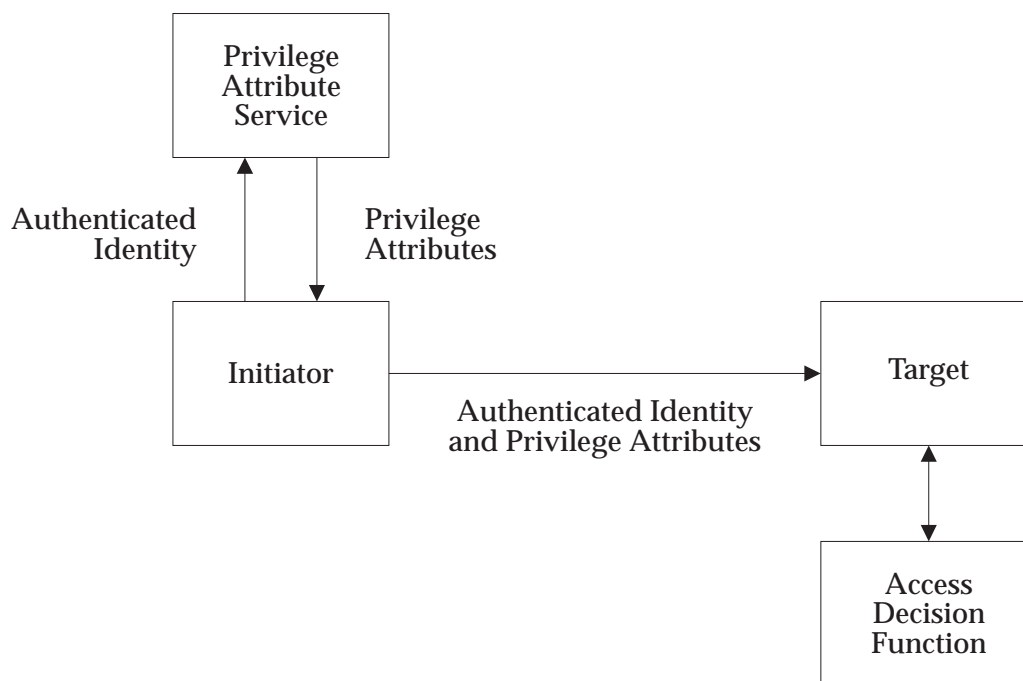 Privilege
Attribute
Service
Authenticated
Identity
Privilege
Attributes
Initiator
Target
Authenticated Identity
and Privilege Attributes
Access
Decision
Function